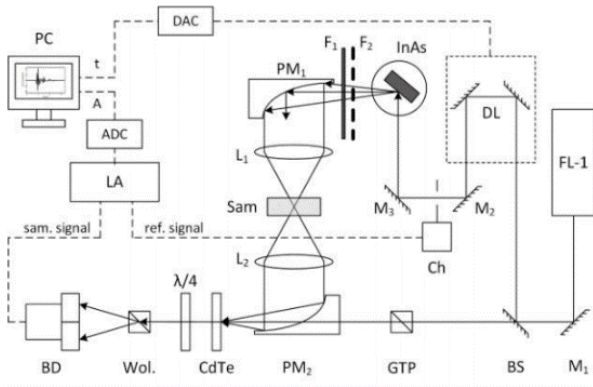 DAC
PC
t
A
ADC
LA
sam. signal
ref. signal
F₁
F₂
InAs
PM₁
L₁
Sam
L₂
M₃
M₂
Ch
DL
FL-1
λ/4
BD
Wol.
CdTe
PM₂
GTP
BS
M₁